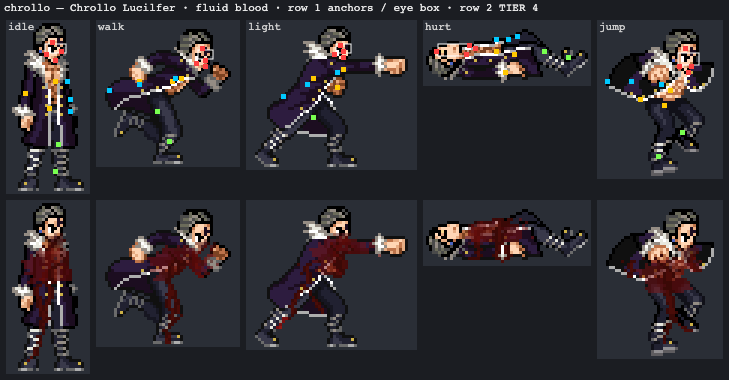 chrollo — Chrollo Lucilfer · fluid blood · row 1 anchors / eye box · row 2 TIER 4
idle walk light hurt jump